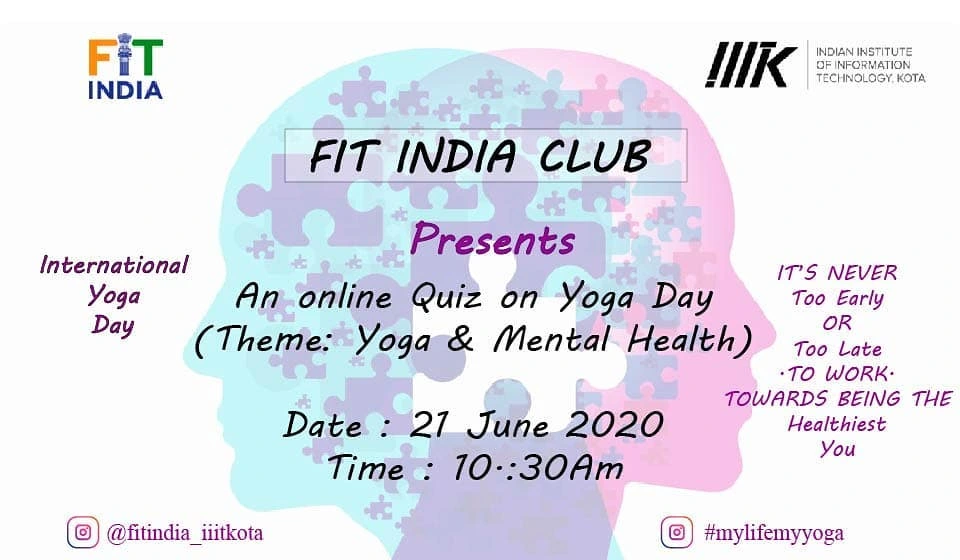 FIT
INDIA
IIITK
INDIAN INSTITUTE
OF INFORMATION
TECHNOLOGY, KOTA
FIT INDIA CLUB
Presents
An online Quiz on Yoga Day
(Theme: Yoga & Mental Health)
Date : 21 June 2020
Time : 10·:30Am
International
Yoga
Day
IT'S NEVER
Too Early
OR
Too Late
·TO WORK·
TOWARDS BEING THE
Healthiest
You
@fitindia_iiitkota
#mylifemyyoga